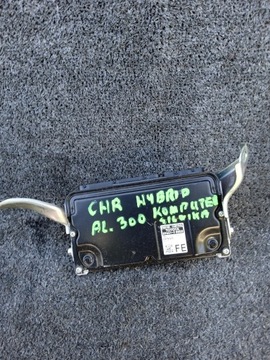 CHR HYBRID
AL. 300 KOMPUTER
SILNIKA
FE